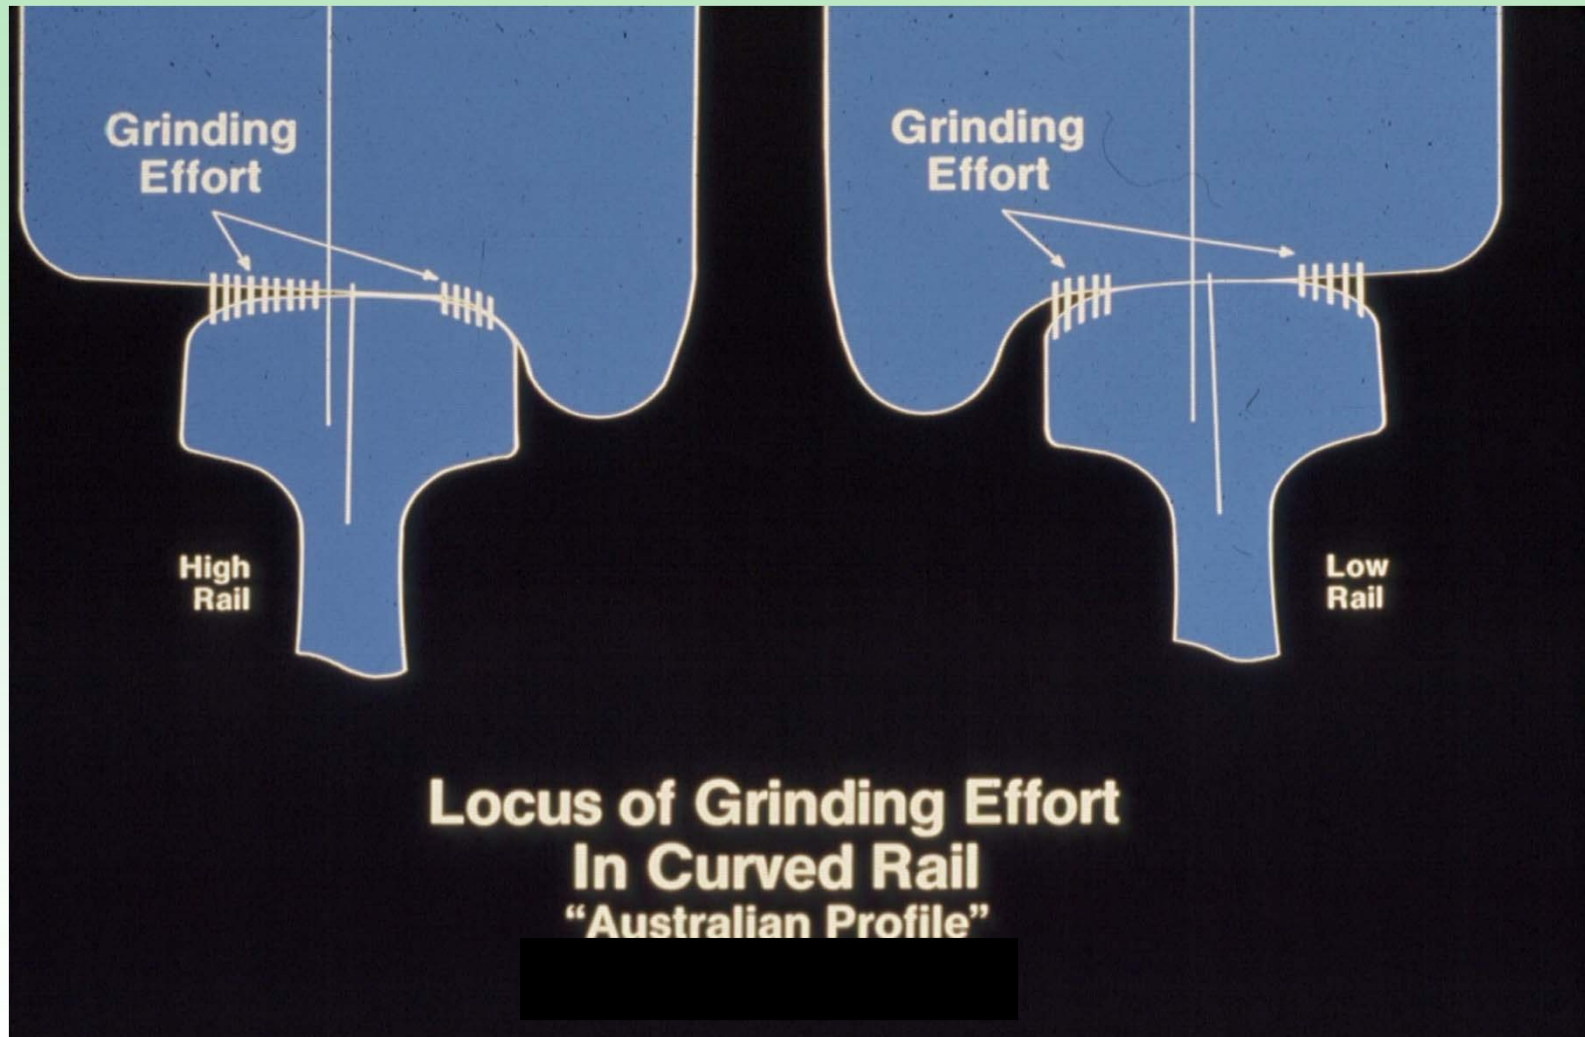 Grinding
Effort
Grinding
Effort
High
Rail
Low
Rail
Locus of Grinding Effort
In Curved Rail
“Australian Profile”